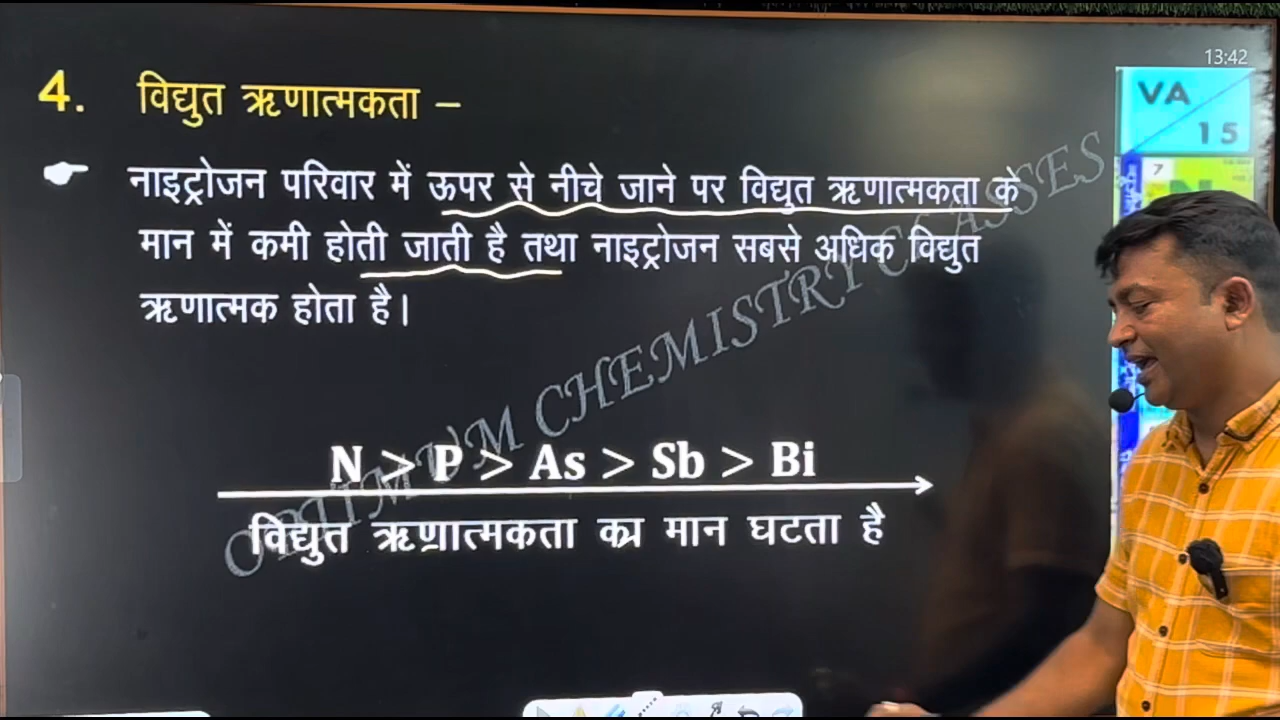 13:42
4. विद्युत ऋणात्मकता –
VA
15
7
नाइट्रोजन परिवार में ऊपर से नीचे जाने पर विद्युत ऋणात्मकता के
मान में कमी होती जाती है तथा नाइट्रोजन सबसे अधिक विद्युत
ऋणात्मक होता है।
OPTIMUM CHEMISTRY CLASSES
N > P > As > Sb > Bi
विद्युत ऋणात्मकता का मान घटता है